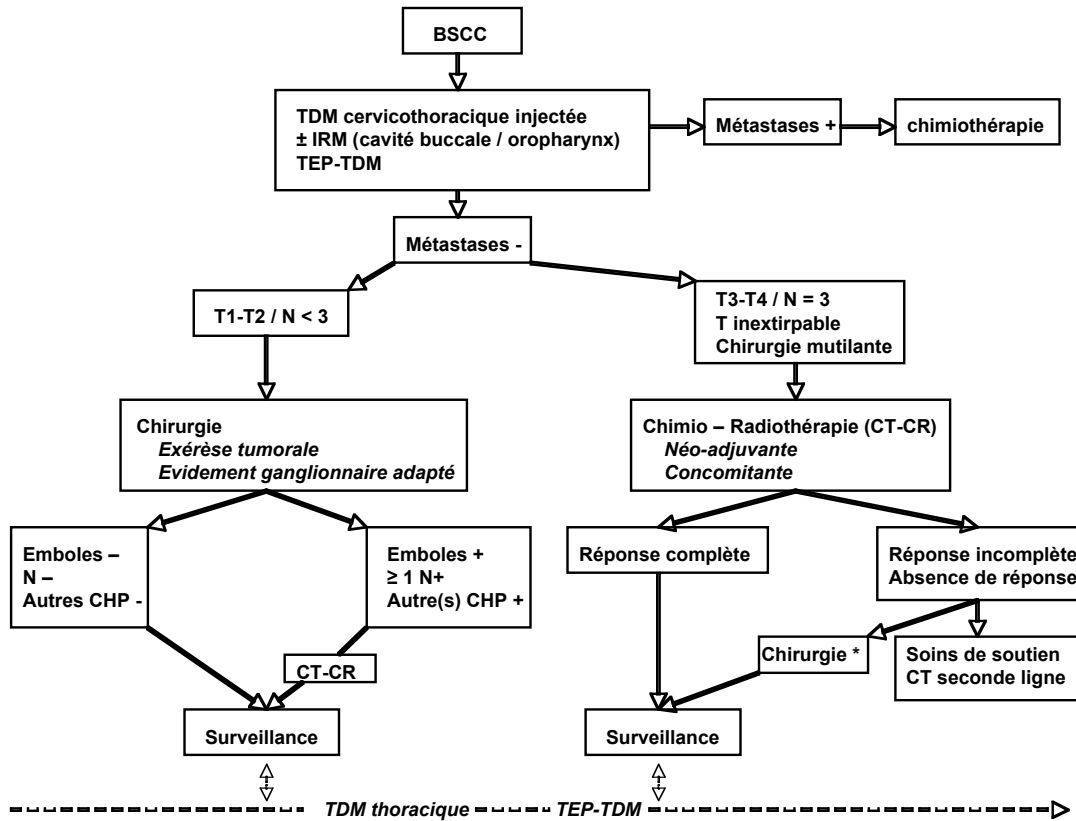 BSCC
TDM cervicothoracique injectée
± IRM (cavité buccale / oropharynx)
TEP-TDM
Métastases +
chimiothérapie
Métastases -
T1-T2 / N < 3
T3-T4 / N = 3
T inextirpable
Chirurgie mutilante
Chirurgie
Exérèse tumorale
Evidement ganglionnaire adapté
Chimio – Radiothérapie (CT-CR)
Néo-adjuvante
Concomitante
Emboles –
N –
Autres CHP -
Emboles +
≥ 1 N+
Autre(s) CHP +
Réponse complète
Réponse incomplète
Absence de réponse
CT-CR
Chirurgie *
Soins de soutien
CT seconde ligne
Surveillance
Surveillance
TDM thoracique
TEP-TDM